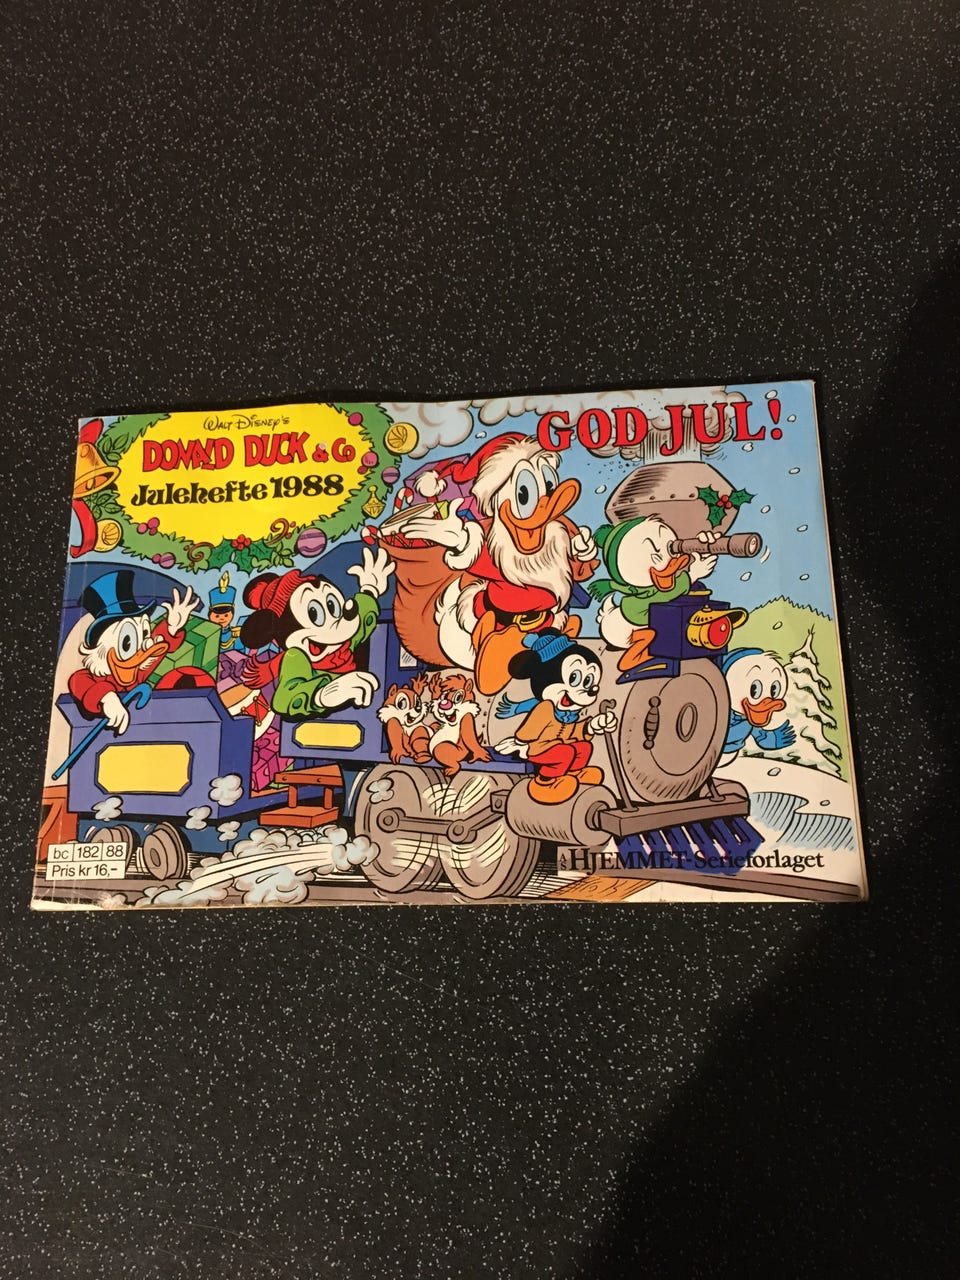 WALT DISNEY'S
DONALD DUCK & Co
Julehefte 1988
GOD JUL!
bc 182 88
Pris kr 16,-
A/S HJEMMET-Serieforlaget